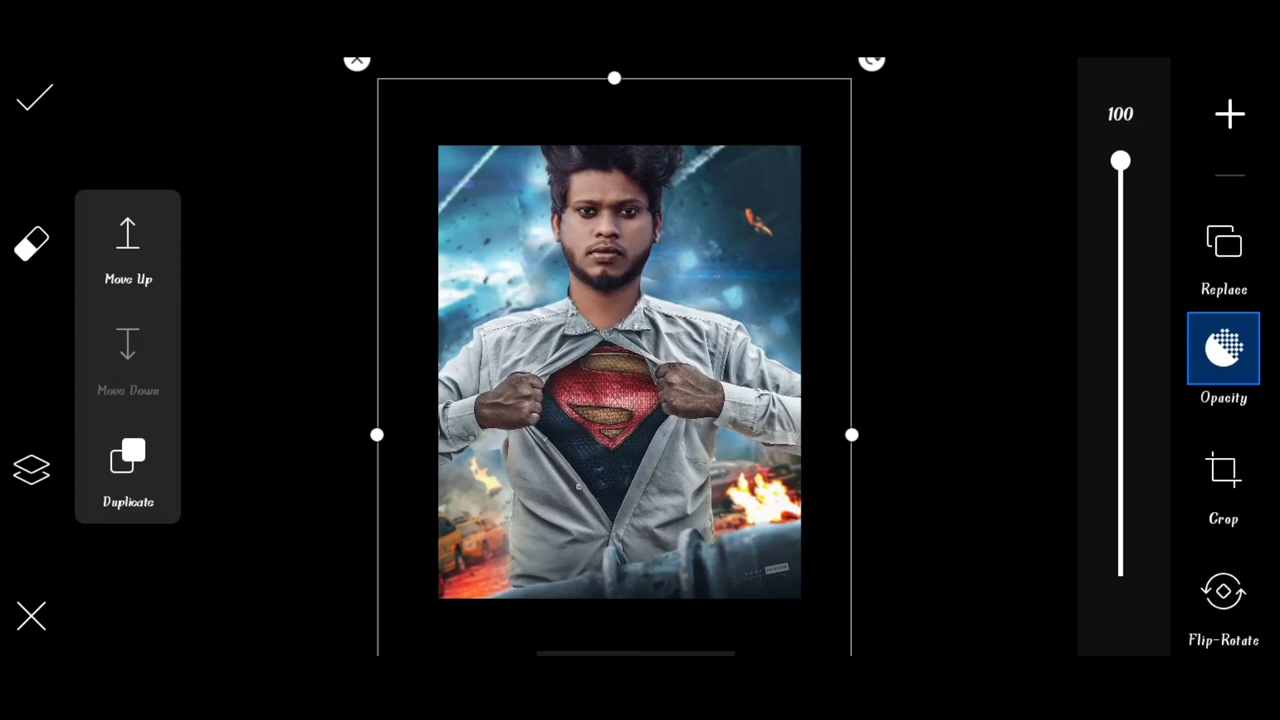 100
Move Up
Move Down
Duplicate
Replace
Opacity
Crop
Flip-Rotate